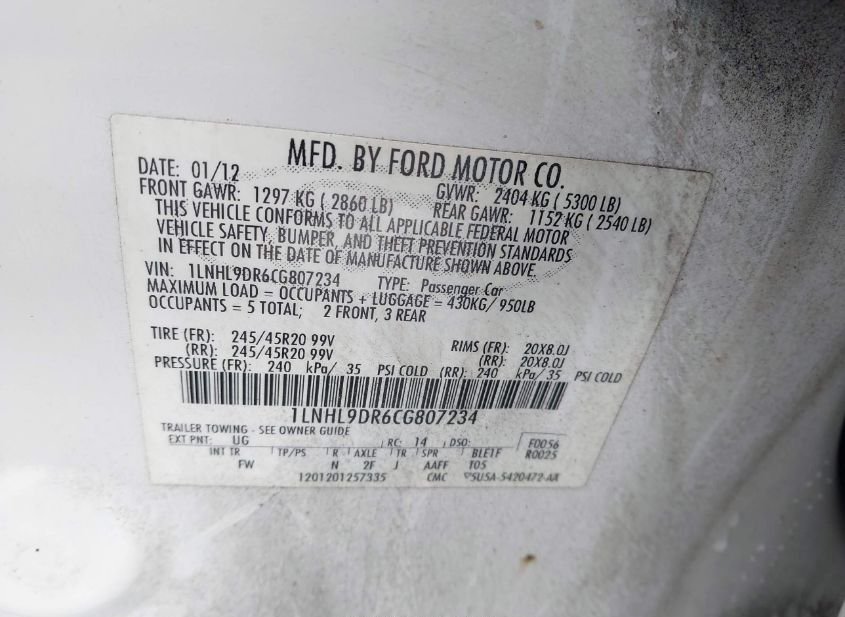 MFD. BY FORD MOTOR CO.
DATE: 01/12 GVWR: 2404 KG ( 5300 LB)
FRONT GAWR: 1297 KG ( 2860 LB) REAR GAWR: 1152 KG ( 2540 LB)
THIS VEHICLE CONFORMS TO ALL APPLICABLE FEDERAL MOTOR
VEHICLE SAFETY, BUMPER, AND THEFT PREVENTION STANDARDS
IN EFFECT ON THE DATE OF MANUFACTURE SHOWN ABOVE.
VIN: 1LNHL9DR6CG807234 TYPE: Passenger Car
MAXIMUM LOAD = OCCUPANTS + LUGGAGE = 430KG/ 950LB
OCCUPANTS = 5 TOTAL; 2 FRONT, 3 REAR
TIRE (FR): 245/45R20 99V RIMS (FR): 20X8.0J
(RR): 245/45R20 99V (RR): 20X8.0J
PRESSURE (FR): 240 kPa/ 35 PSI COLD (RR): 240 kPa/ 35 PSI COLD
1LNHL9DR6CG807234
TRAILER TOWING - SEE OWNER GUIDE
EXT PNT: UG RC: 14 DSO: F0056
INT TR TP/PS R AXLE TR SPR BLE1F R0025
FW N 2F J AAFF T05
1201201257335 CMC 5U5A-5420472-AA